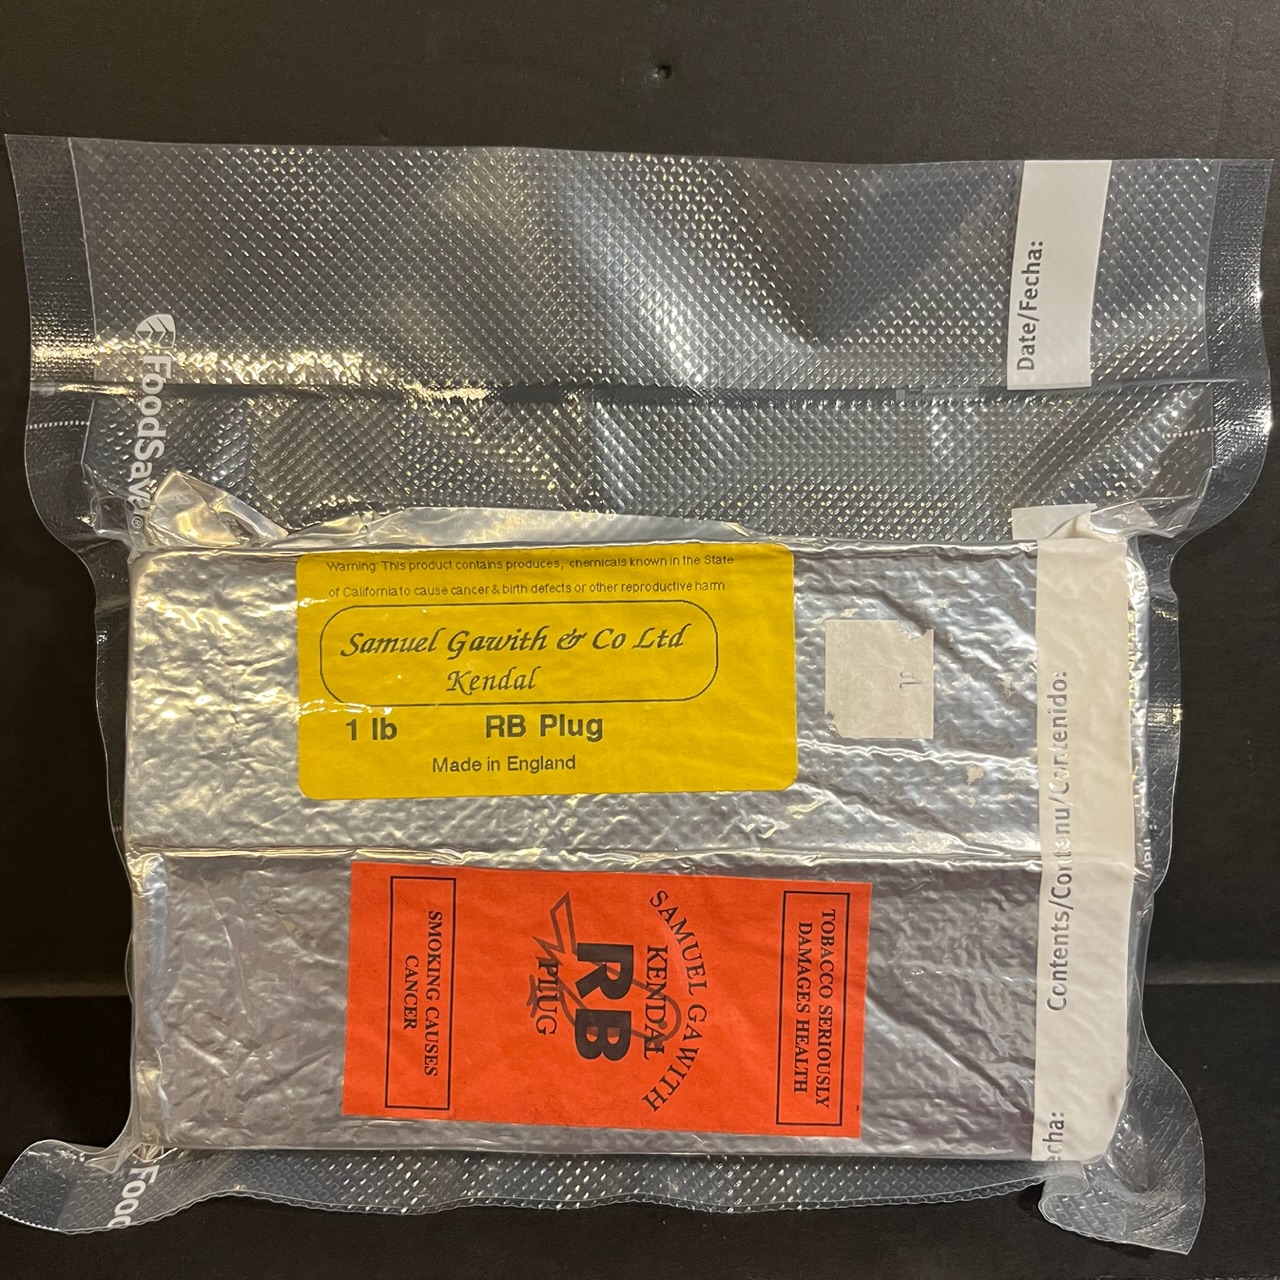 Date/Fecha:
FoodSaver®
Warning: This product contains produces, chemicals known in the State
of California to cause cancer & birth defects or other reproductive harm
Samuel Gawith & Co Ltd
Kendal
1 lb RB Plug
Made in England
Contents/Contenu/Contenido:
SMOKING CAUSES
CANCER
SAMUEL GAWITH
KENDAL
RB
PLUG
TOBACCO SERIOUSLY
DAMAGES HEALTH
echa:
Food